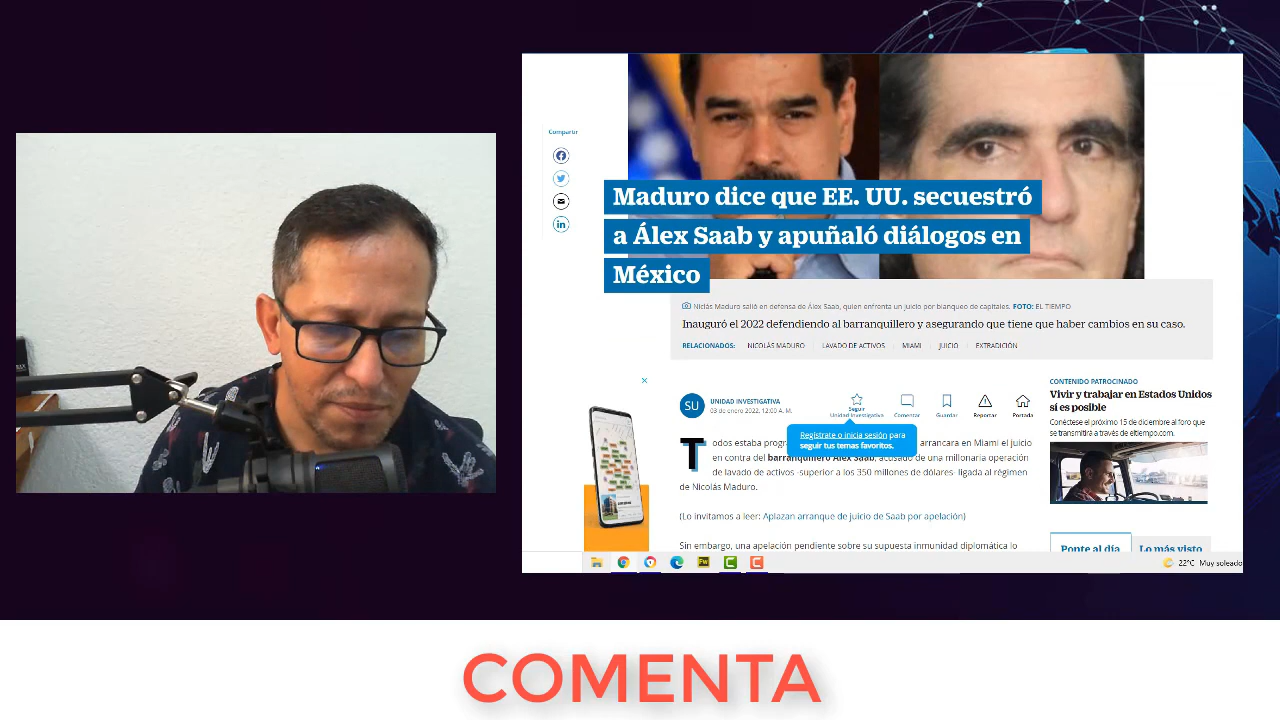 Compartir
Maduro dice que EE. UU. secuestró
a Álex Saab y apuñaló diálogos en
México
Niclás Maduro salió en defensa de Álex Saab, quien enfrenta un juicio por blanqueo de capitales. FOTO: EL TIEMPO
Inauguró el 2022 defendiendo al barranquillero y asegurando que tiene que haber cambios en su caso.
RELACIONADOS: NICOLÁS MADURO LAVADO DE ACTIVOS MIAMI JUICIO EXTRADICIÓN
SU
UNIDAD INVESTIGATIVA
03 de enero 2022, 12:00 A. M.
Seguir
Unidad Investigativa
Comentar
Guardar
Reportar
Portada
Regístrate o inicia sesión para
seguir tus temas favoritos.
Todos estaba progr arrancara en Miami el juicio
en contra del barranquillero Álex Saab, acusado de una millonaria operación
de lavado de activos -superior a los 350 millones de dólares- ligada al régimen
de Nicolás Maduro.
(Lo invitamos a leer: Aplazan arranque de juicio de Saab por apelación)
Sin embargo, una apelación pendiente sobre su supuesta inmunidad diplomática lo
CONTENIDO PATROCINADO
Vivir y trabajar en Estados Unidos
sí es posible
Conéctese el próximo 15 de diciembre al foro que
se transmitirá a través de eltiempo.com.
Ponte al día
Lo más visto
Fw
22°C Muy soleado
COMENTA